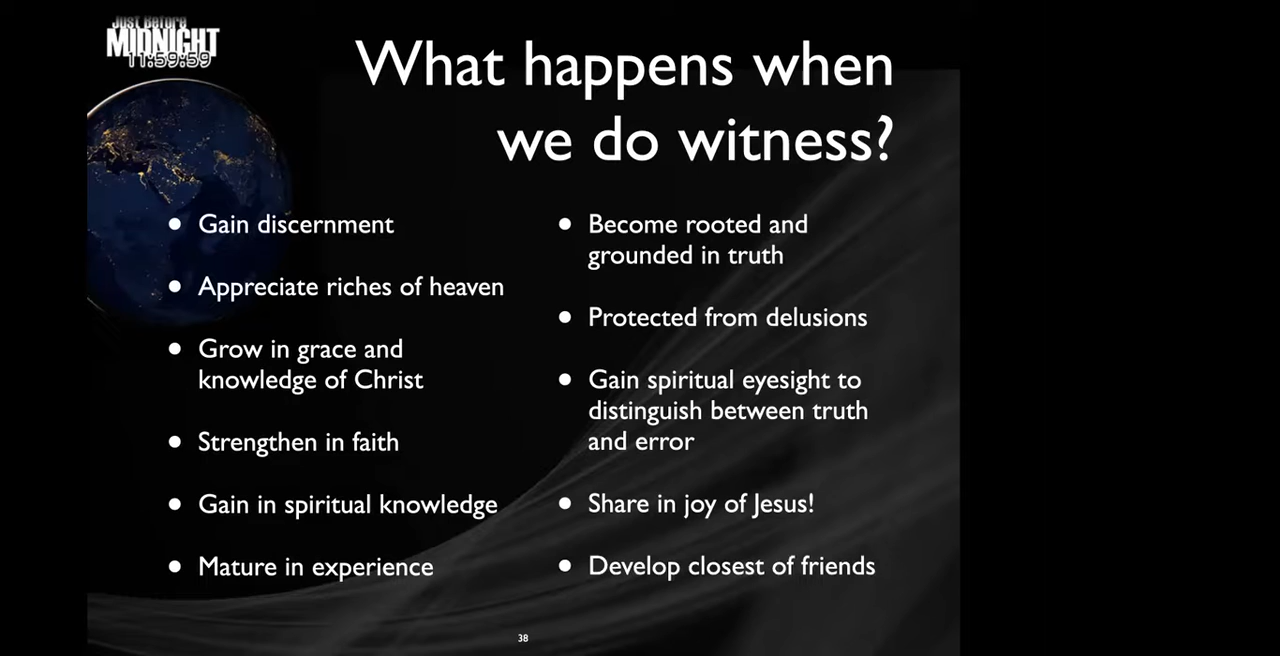 Just Before
MIDNIGHT
11:59:59
What happens when
we do witness?
• Gain discernment
• Appreciate riches of heaven
• Grow in grace and
knowledge of Christ
• Strengthen in faith
• Gain in spiritual knowledge
• Mature in experience
• Become rooted and
grounded in truth
• Protected from delusions
• Gain spiritual eyesight to
distinguish between truth
and error
• Share in joy of Jesus!
• Develop closest of friends
38